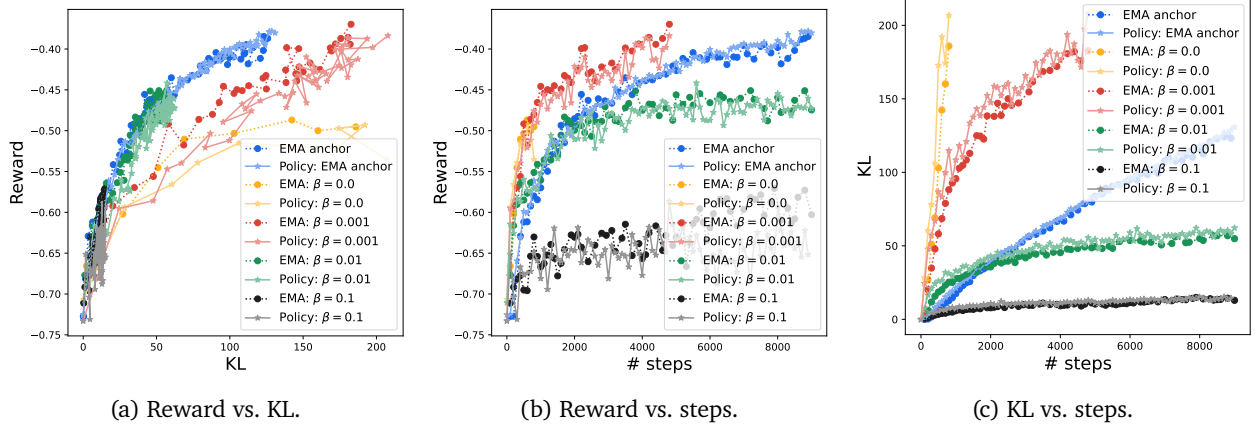 Reward
−0.40
−0.45
−0.50
−0.55
−0.60
−0.65
−0.70
−0.75
0
50
100
150
200
KL
EMA anchor
Policy: EMA anchor
EMA: β = 0.0
Policy: β = 0.0
EMA: β = 0.001
Policy: β = 0.001
EMA: β = 0.01
Policy: β = 0.01
EMA: β = 0.1
Policy: β = 0.1
(a) Reward vs. KL.
Reward
−0.40
−0.45
−0.50
−0.55
−0.60
−0.65
−0.70
−0.75
0
2000
4000
6000
8000
# steps
EMA anchor
Policy: EMA anchor
EMA: β = 0.0
Policy: β = 0.0
EMA: β = 0.001
Policy: β = 0.001
EMA: β = 0.01
Policy: β = 0.01
EMA: β = 0.1
Policy: β = 0.1
(b) Reward vs. steps.
KL
200
150
100
50
0
0
2000
4000
6000
8000
# steps
EMA anchor
Policy: EMA anchor
EMA: β = 0.0
Policy: β = 0.0
EMA: β = 0.001
Policy: β = 0.001
EMA: β = 0.01
Policy: β = 0.01
EMA: β = 0.1
Policy: β = 0.1
(c) KL vs. steps.